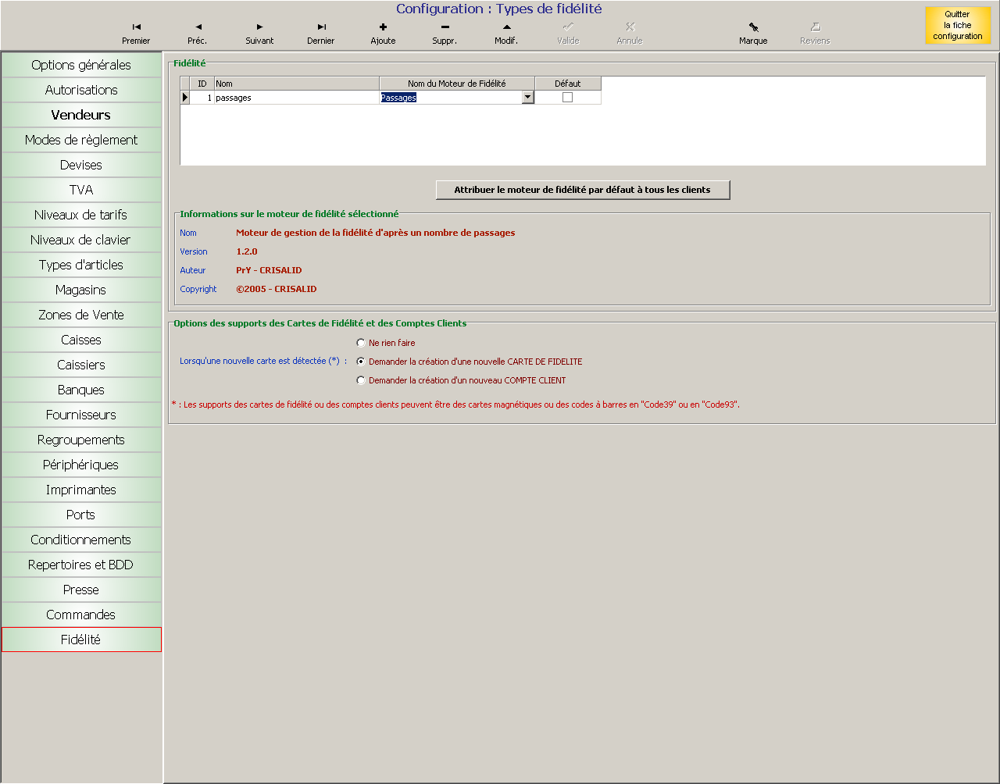 Configuration : Types de fidélité
Premier Préc. Suivant Dernier Ajoute Suppr. Modif. Valide Annule Marque Reviens
Quitter
la fiche
configuration
Options générales
Autorisations
Vendeurs
Modes de règlement
Devises
TVA
Niveaux de tarifs
Niveaux de clavier
Types d'articles
Magasins
Zones de Vente
Caisses
Caissiers
Banques
Fournisseurs
Regroupements
Périphériques
Imprimantes
Ports
Conditionnements
Repertoires et BDD
Presse
Commandes
Fidélité
Fidélité
ID Nom Nom du Moteur de Fidélité Défaut
1 passages Passages
Attribuer le moteur de fidélité par défaut à tous les clients
Informations sur le moteur de fidélité sélectionné
Nom Moteur de gestion de la fidélité d'après un nombre de passages
Version 1.2.0
Auteur PrY - CRISALID
Copyright ©2005 - CRISALID
Options des supports des Cartes de Fidélité et des Comptes Clients
Ne rien faire
Lorsqu'une nouvelle carte est détectée (*) : Demander la création d'une nouvelle CARTE DE FIDELITE
Demander la création d'un nouveau COMPTE CLIENT
* : Les supports des cartes de fidélité ou des comptes clients peuvent être des cartes magnétiques ou des codes à barres en "Code39" ou en "Code93".